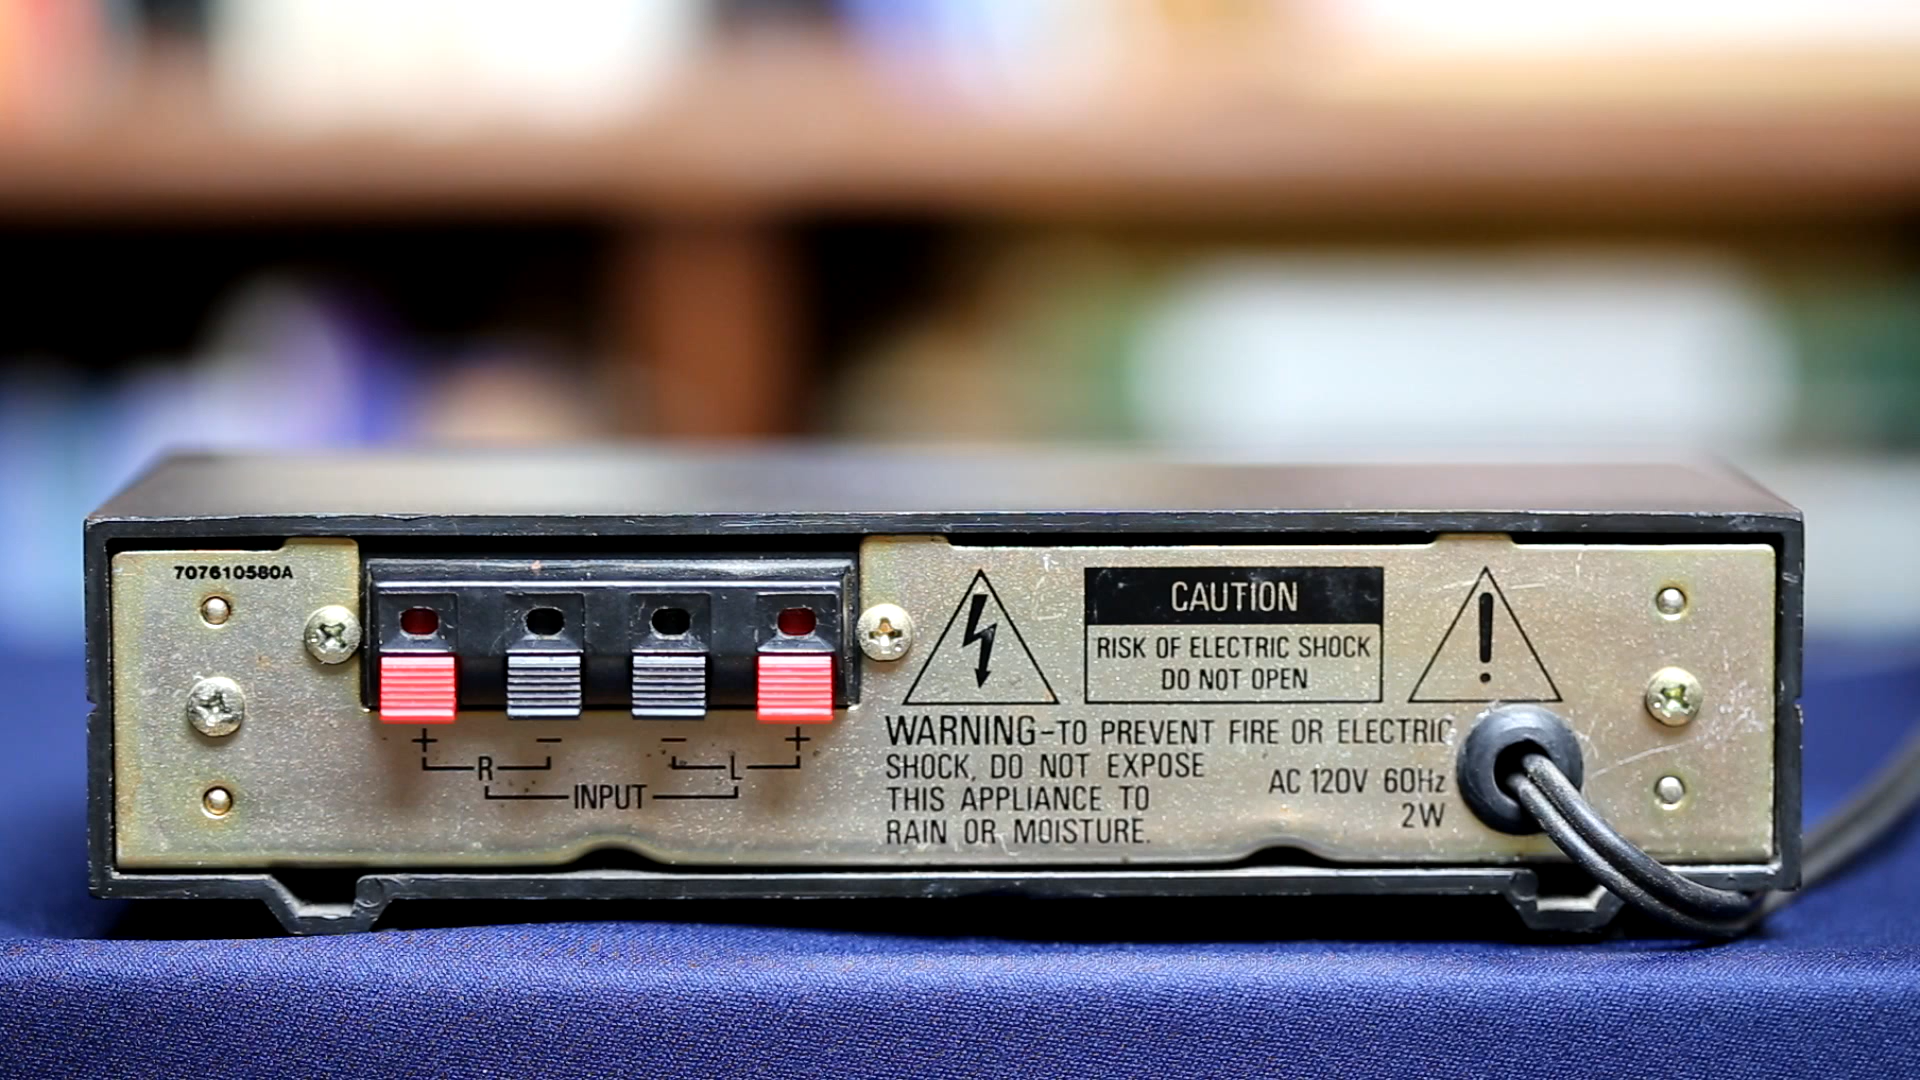 707610580A
+ − − +
R L
INPUT
CAUTION
RISK OF ELECTRIC SHOCK
DO NOT OPEN
!
WARNING-TO PREVENT FIRE OR ELECTRIC
SHOCK, DO NOT EXPOSE
THIS APPLIANCE TO
RAIN OR MOISTURE.
AC 120V 60Hz
2W